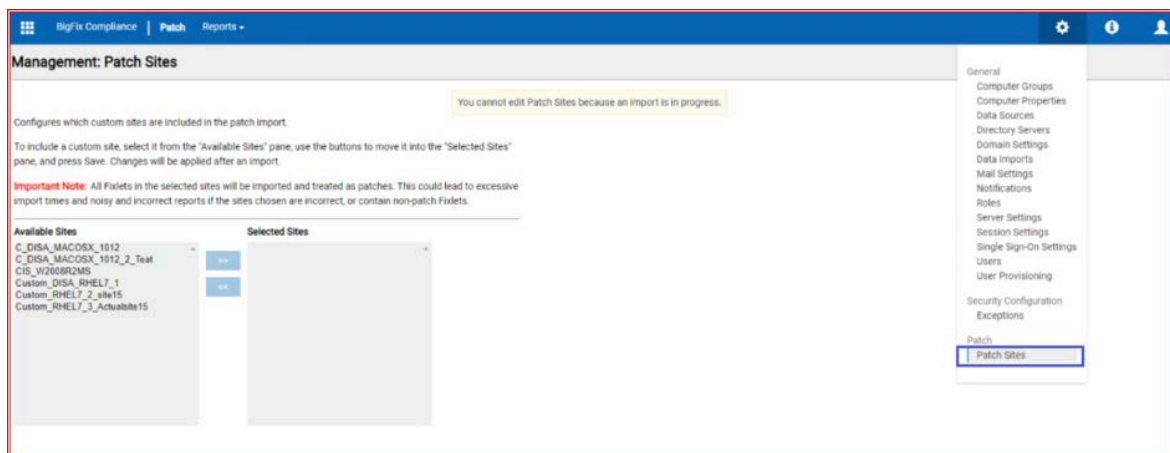 BigFix Compliance | Patch Reports
Management: Patch Sites
You cannot edit Patch Sites because an import is in progress.
Configures which custom sites are included in the patch import.
To include a custom site, select it from the "Available Sites" pane, use the buttons to move it into the "Selected Sites"
pane, and press Save. Changes will be applied after an import.
Important Note: All Fixlets in the selected sites will be imported and treated as patches. This could lead to excessive
import times and noisy and incorrect reports if the sites chosen are incorrect, or contain non-patch Fixlets.
Available Sites
C_DISA_MACOSX_1012
C_DISA_MACOSX_1012_2_Teat
CIS_W2008R2MS
Custom_DISA_RHEL7_1
Custom_RHEL7_2_site15
Custom_RHEL7_3_Actualsite15
>>
<<
Selected Sites
General
Computer Groups
Computer Properties
Data Sources
Directory Servers
Domain Settings
Data Imports
Mail Settings
Notifications
Roles
Server Settings
Session Settings
Single Sign-On Settings
Users
User Provisioning
Security Configuration
Exceptions
Patch
Patch Sites